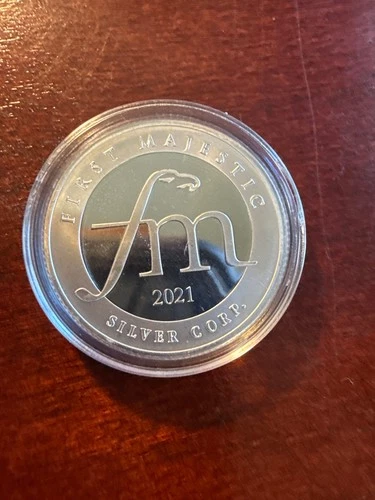 FIRST MAJESTIC
fm
2021
SILVER CORP.